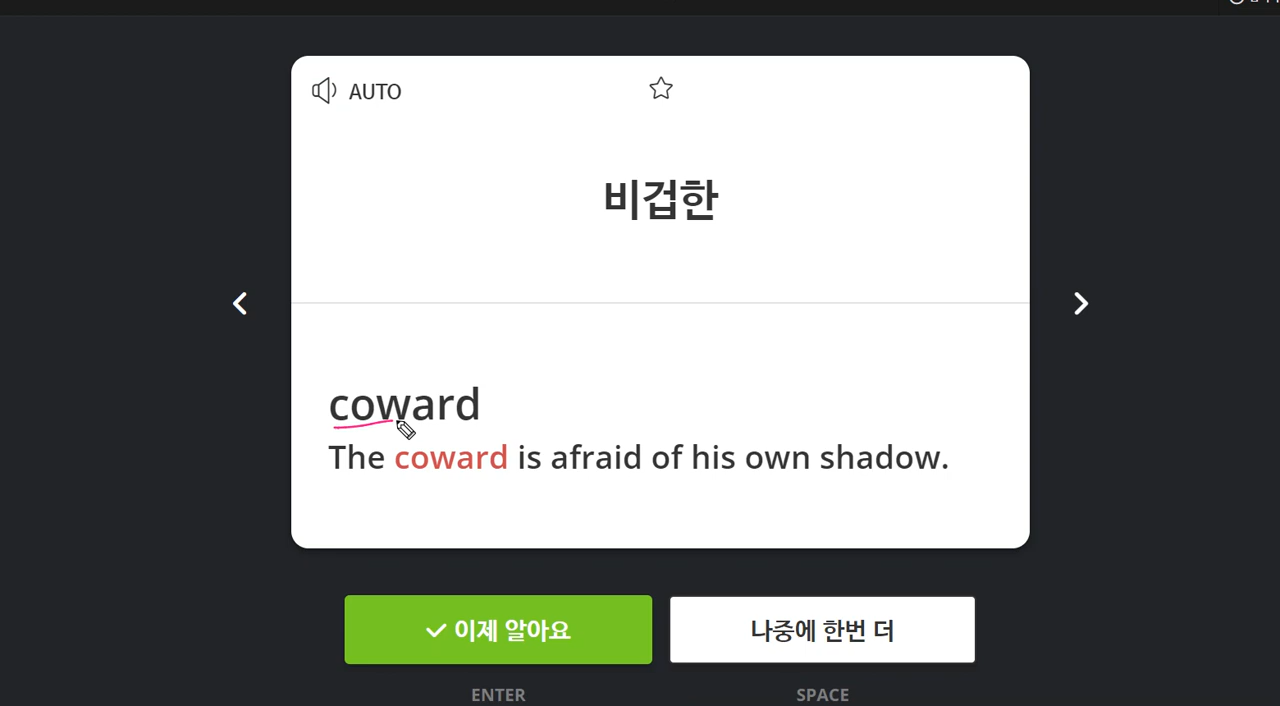 AUTO
비겁한
coward
The coward is afraid of his own shadow.
이제 알아요
나중에 한번 더
ENTER
SPACE